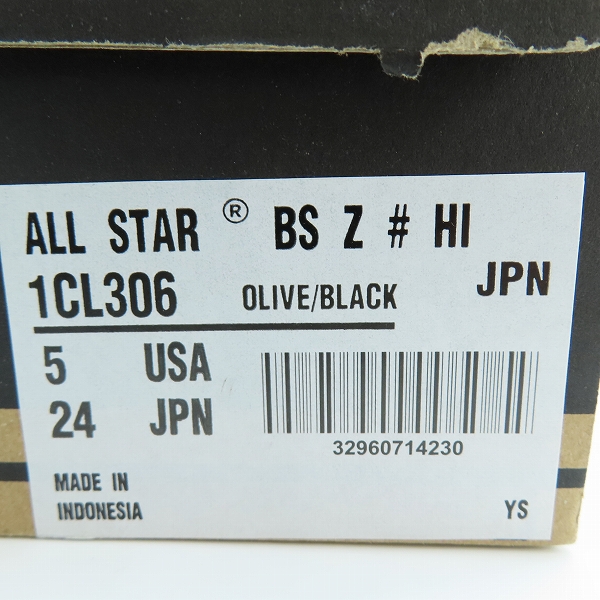 ALL STAR ® BS Z # HI
1CL306 OLIVE/BLACK JPN
5 USA
24 JPN
32960714230
MADE IN
INDONESIA
YS